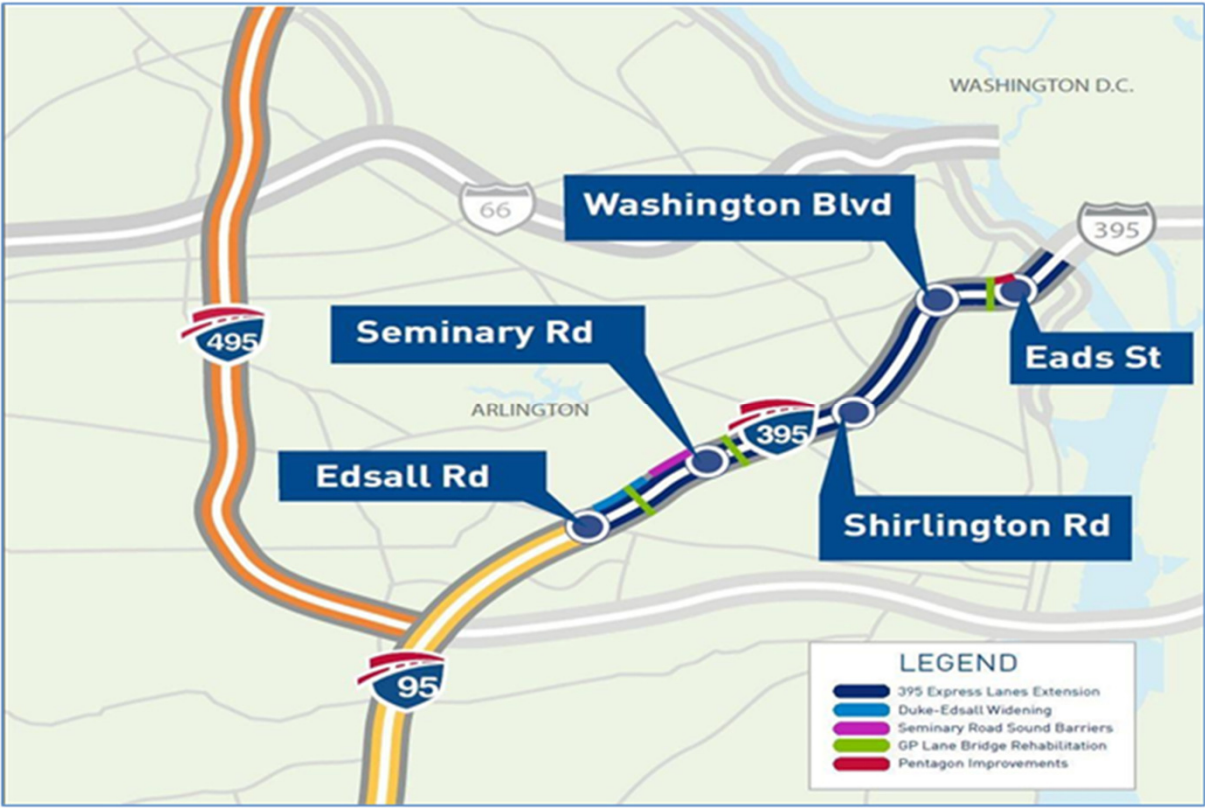 WASHINGTON D.C.
66
Washington Blvd
395
495
Seminary Rd
Eads St
ARLINGTON
395
Edsall Rd
Shirlington Rd
95
LEGEND
395 Express Lanes Extension
Duke-Edsall Widening
Seminary Road Sound Barriers
GP Lane Bridge Rehabilitation
Pentagon Improvements